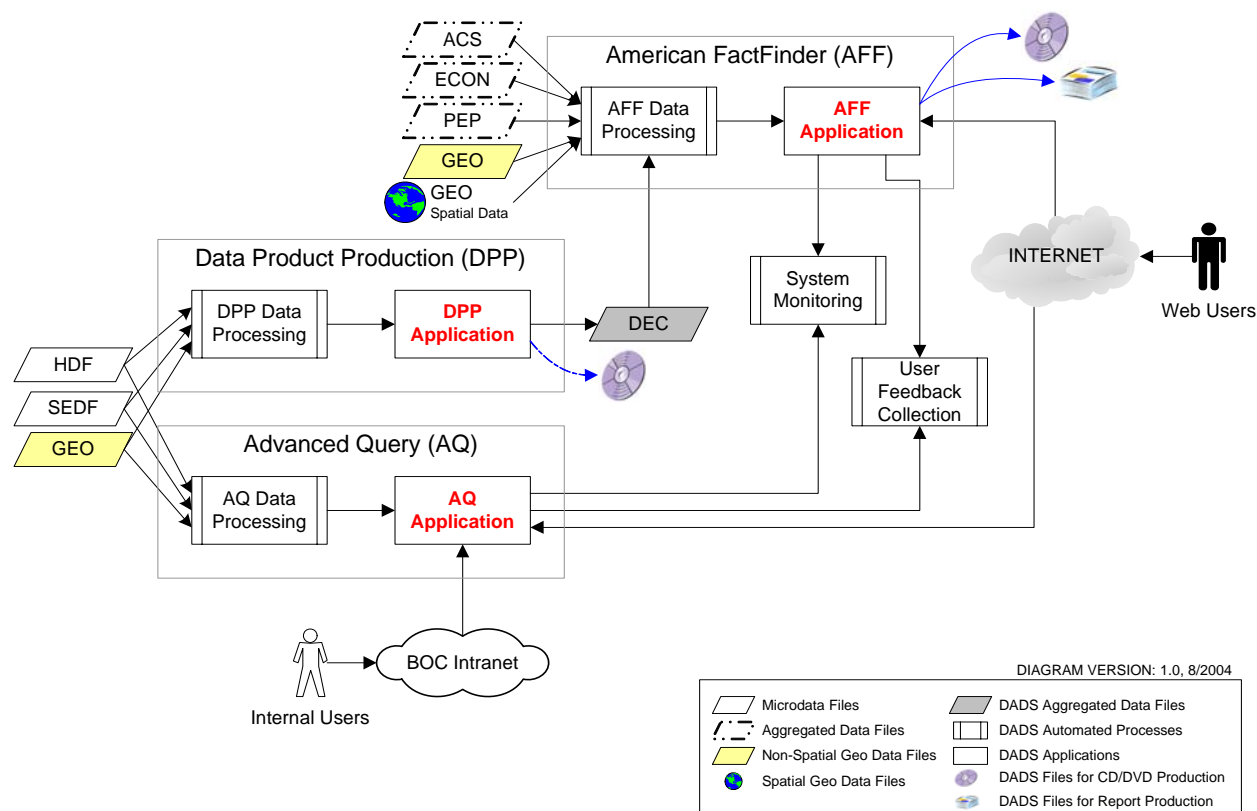 ACS
ECON
PEP
GEO
GEO
Spatial Data
American FactFinder (AFF)
AFF Data
Processing
AFF
Application
Data Product Production (DPP)
DPP Data
Processing
DPP
Application
DEC
System
Monitoring
INTERNET
Web Users
HDF
SEDF
GEO
User
Feedback
Collection
Advanced Query (AQ)
AQ Data
Processing
AQ
Application
BOC Intranet
Internal Users
DIAGRAM VERSION: 1.0, 8/2004
Microdata Files
Aggregated Data Files
Non-Spatial Geo Data Files
Spatial Geo Data Files
DADS Aggregated Data Files
DADS Automated Processes
DADS Applications
DADS Files for CD/DVD Production
DADS Files for Report Production